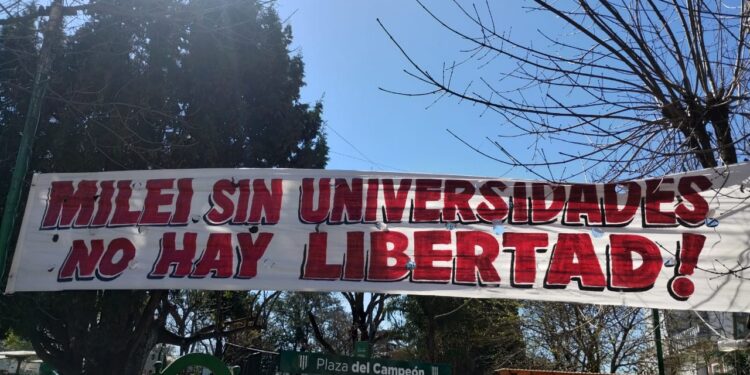 MILEI SIN UNIVERSIDADES
NO HAY LIBERTAD!
Plaza del Campeón